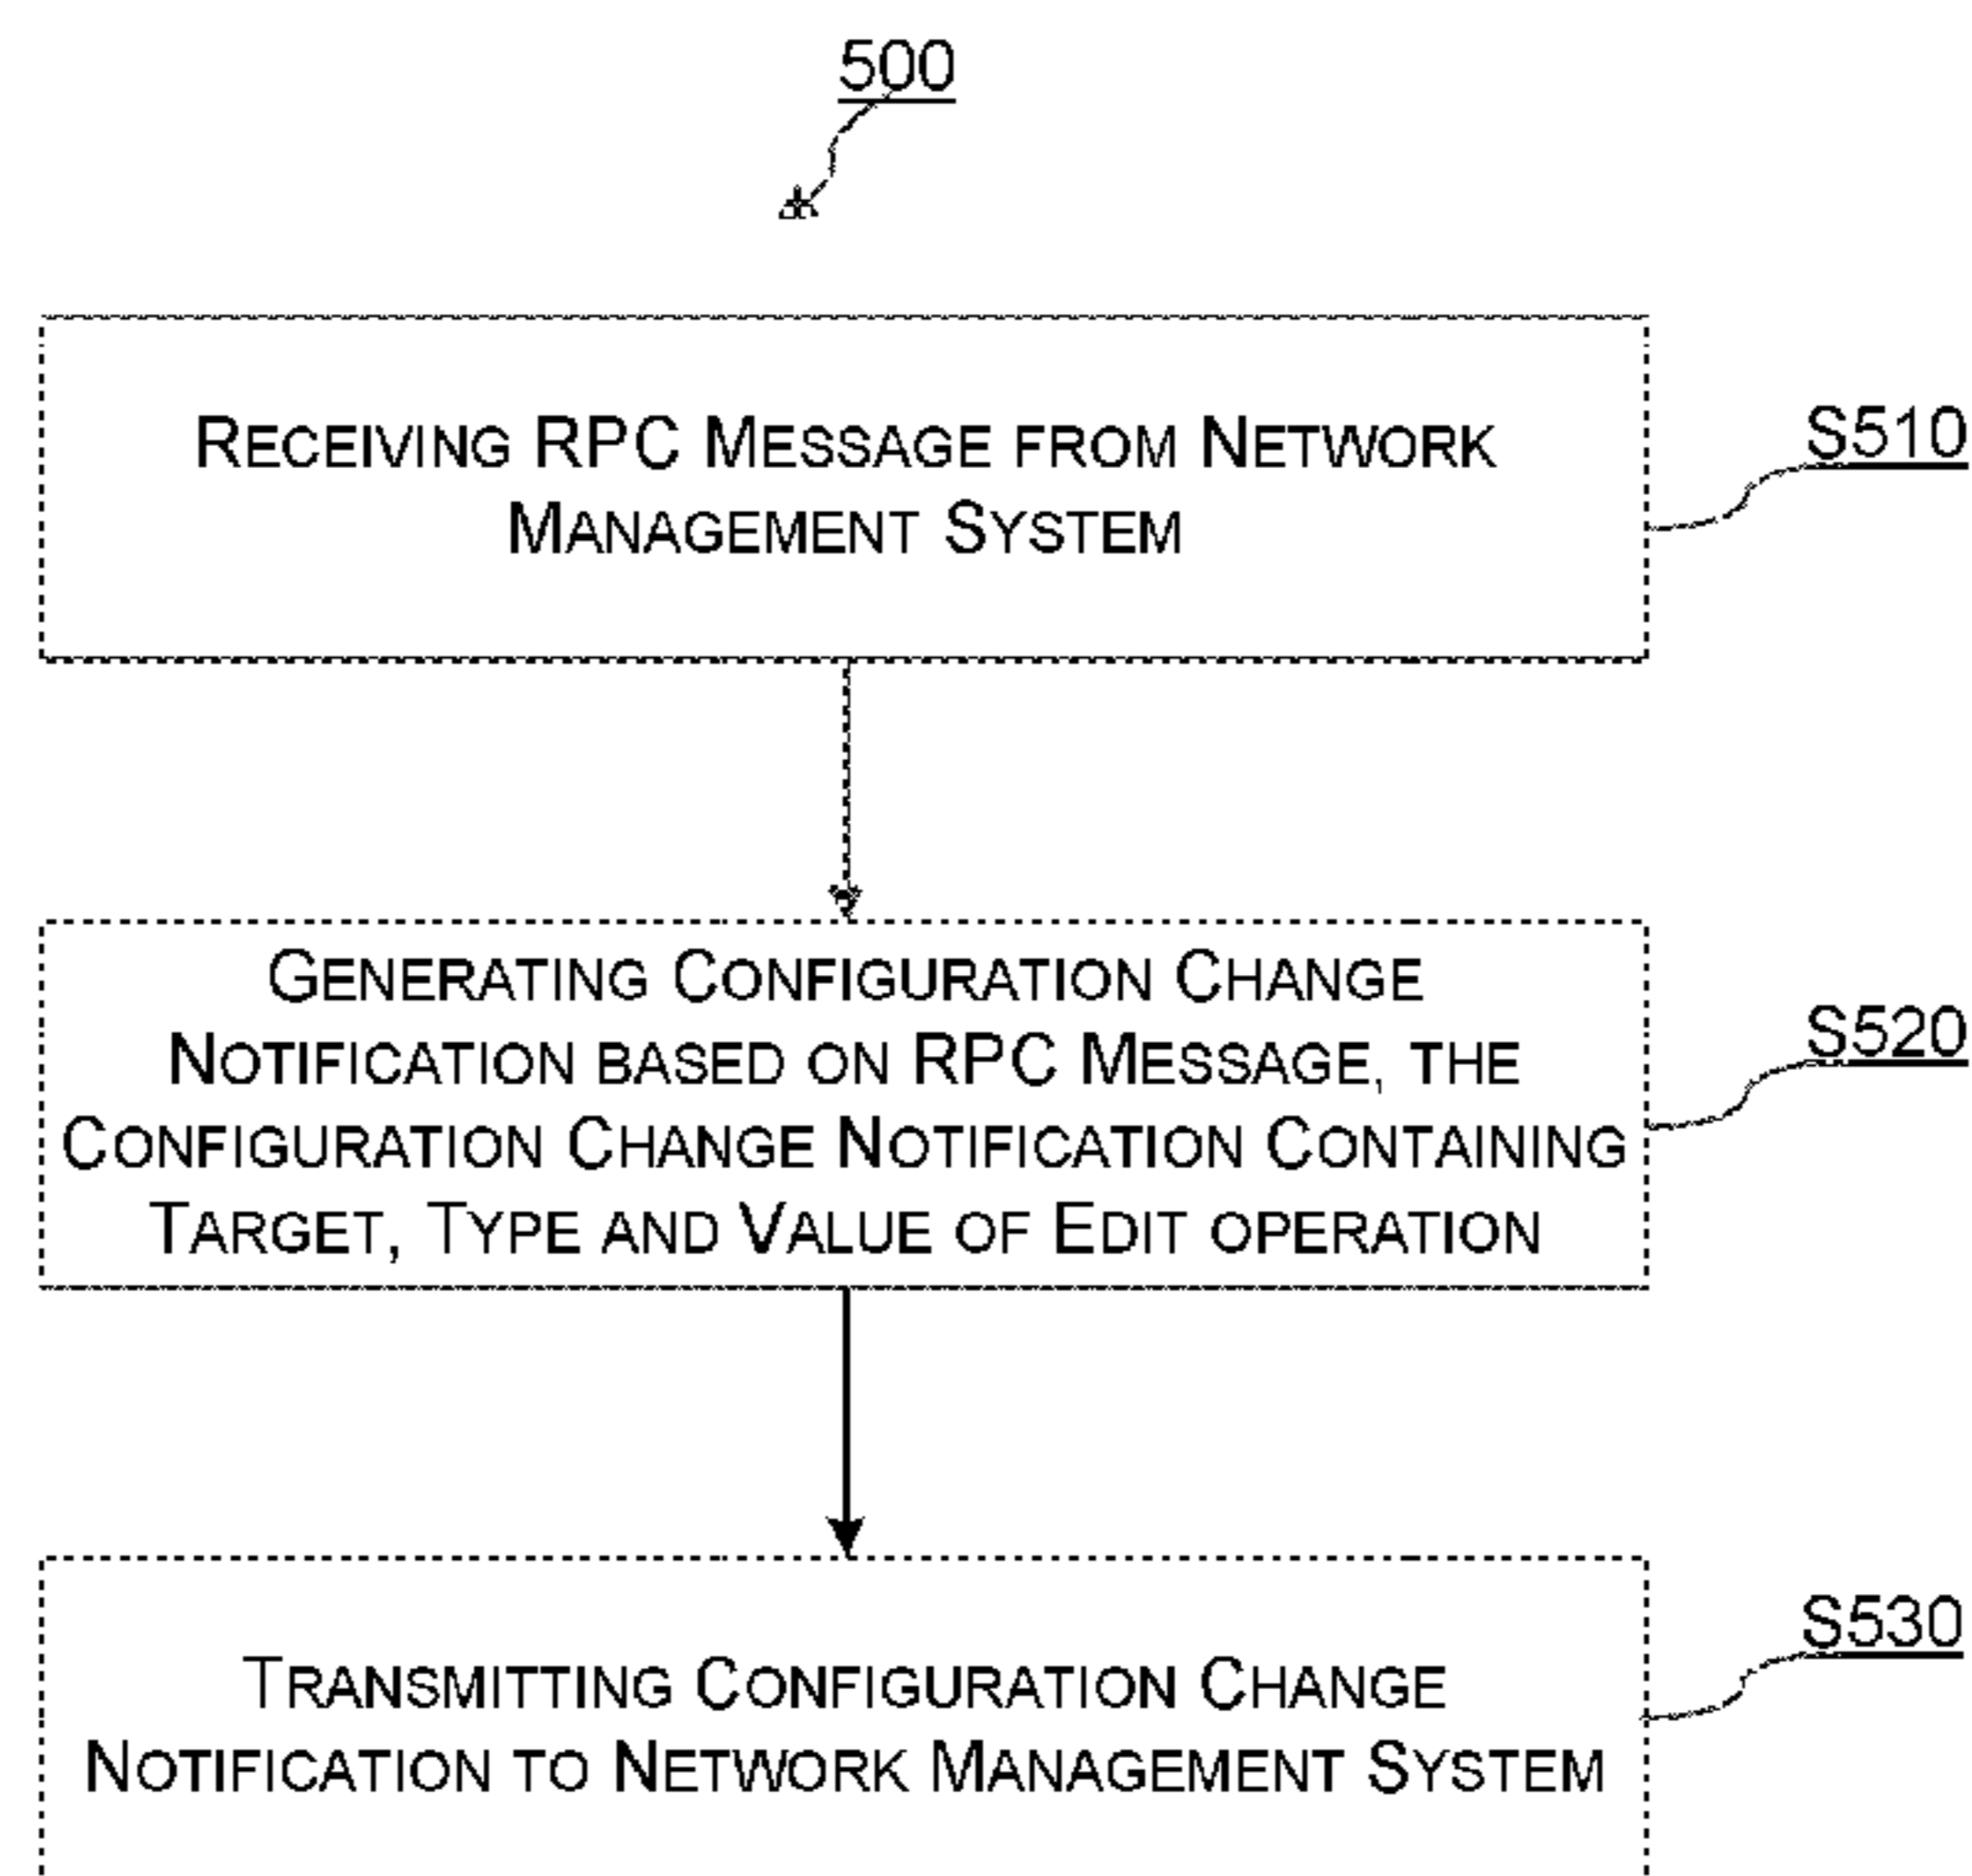 500
RECEIVING RPC MESSAGE FROM NETWORK
MANAGEMENT SYSTEM
S510
GENERATING CONFIGURATION CHANGE
NOTIFICATION BASED ON RPC MESSAGE, THE
CONFIGURATION CHANGE NOTIFICATION CONTAINING
TARGET, TYPE AND VALUE OF EDIT OPERATION
S520
TRANSMITTING CONFIGURATION CHANGE
NOTIFICATION TO NETWORK MANAGEMENT SYSTEM
S530